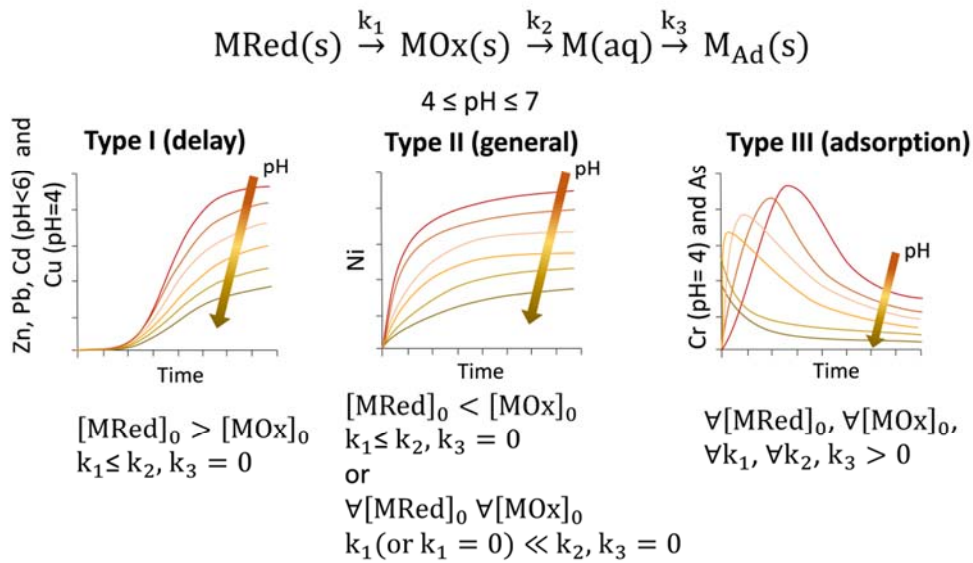 MRed(s) k₁→ MOx(s) k₂→ M(aq) k₃→ M_Ad(s)
4 ≤ pH ≤ 7
Type I (delay)
Zn, Pb, Cd (pH<6) and
Cu (pH=4)
pH
Time
[MRed]₀ > [MOx]₀
k₁≤ k₂, k₃ = 0
Type II (general)
Ni
pH
Time
[MRed]₀ < [MOx]₀
k₁≤ k₂, k₃ = 0
or
∀[MRed]₀ ∀[MOx]₀
k₁(or k₁ = 0) ≪ k₂, k₃ = 0
Type III (adsorption)
Cr (pH= 4) and As
pH
Time
∀[MRed]₀, ∀[MOx]₀,
∀k₁, ∀k₂, k₃ > 0